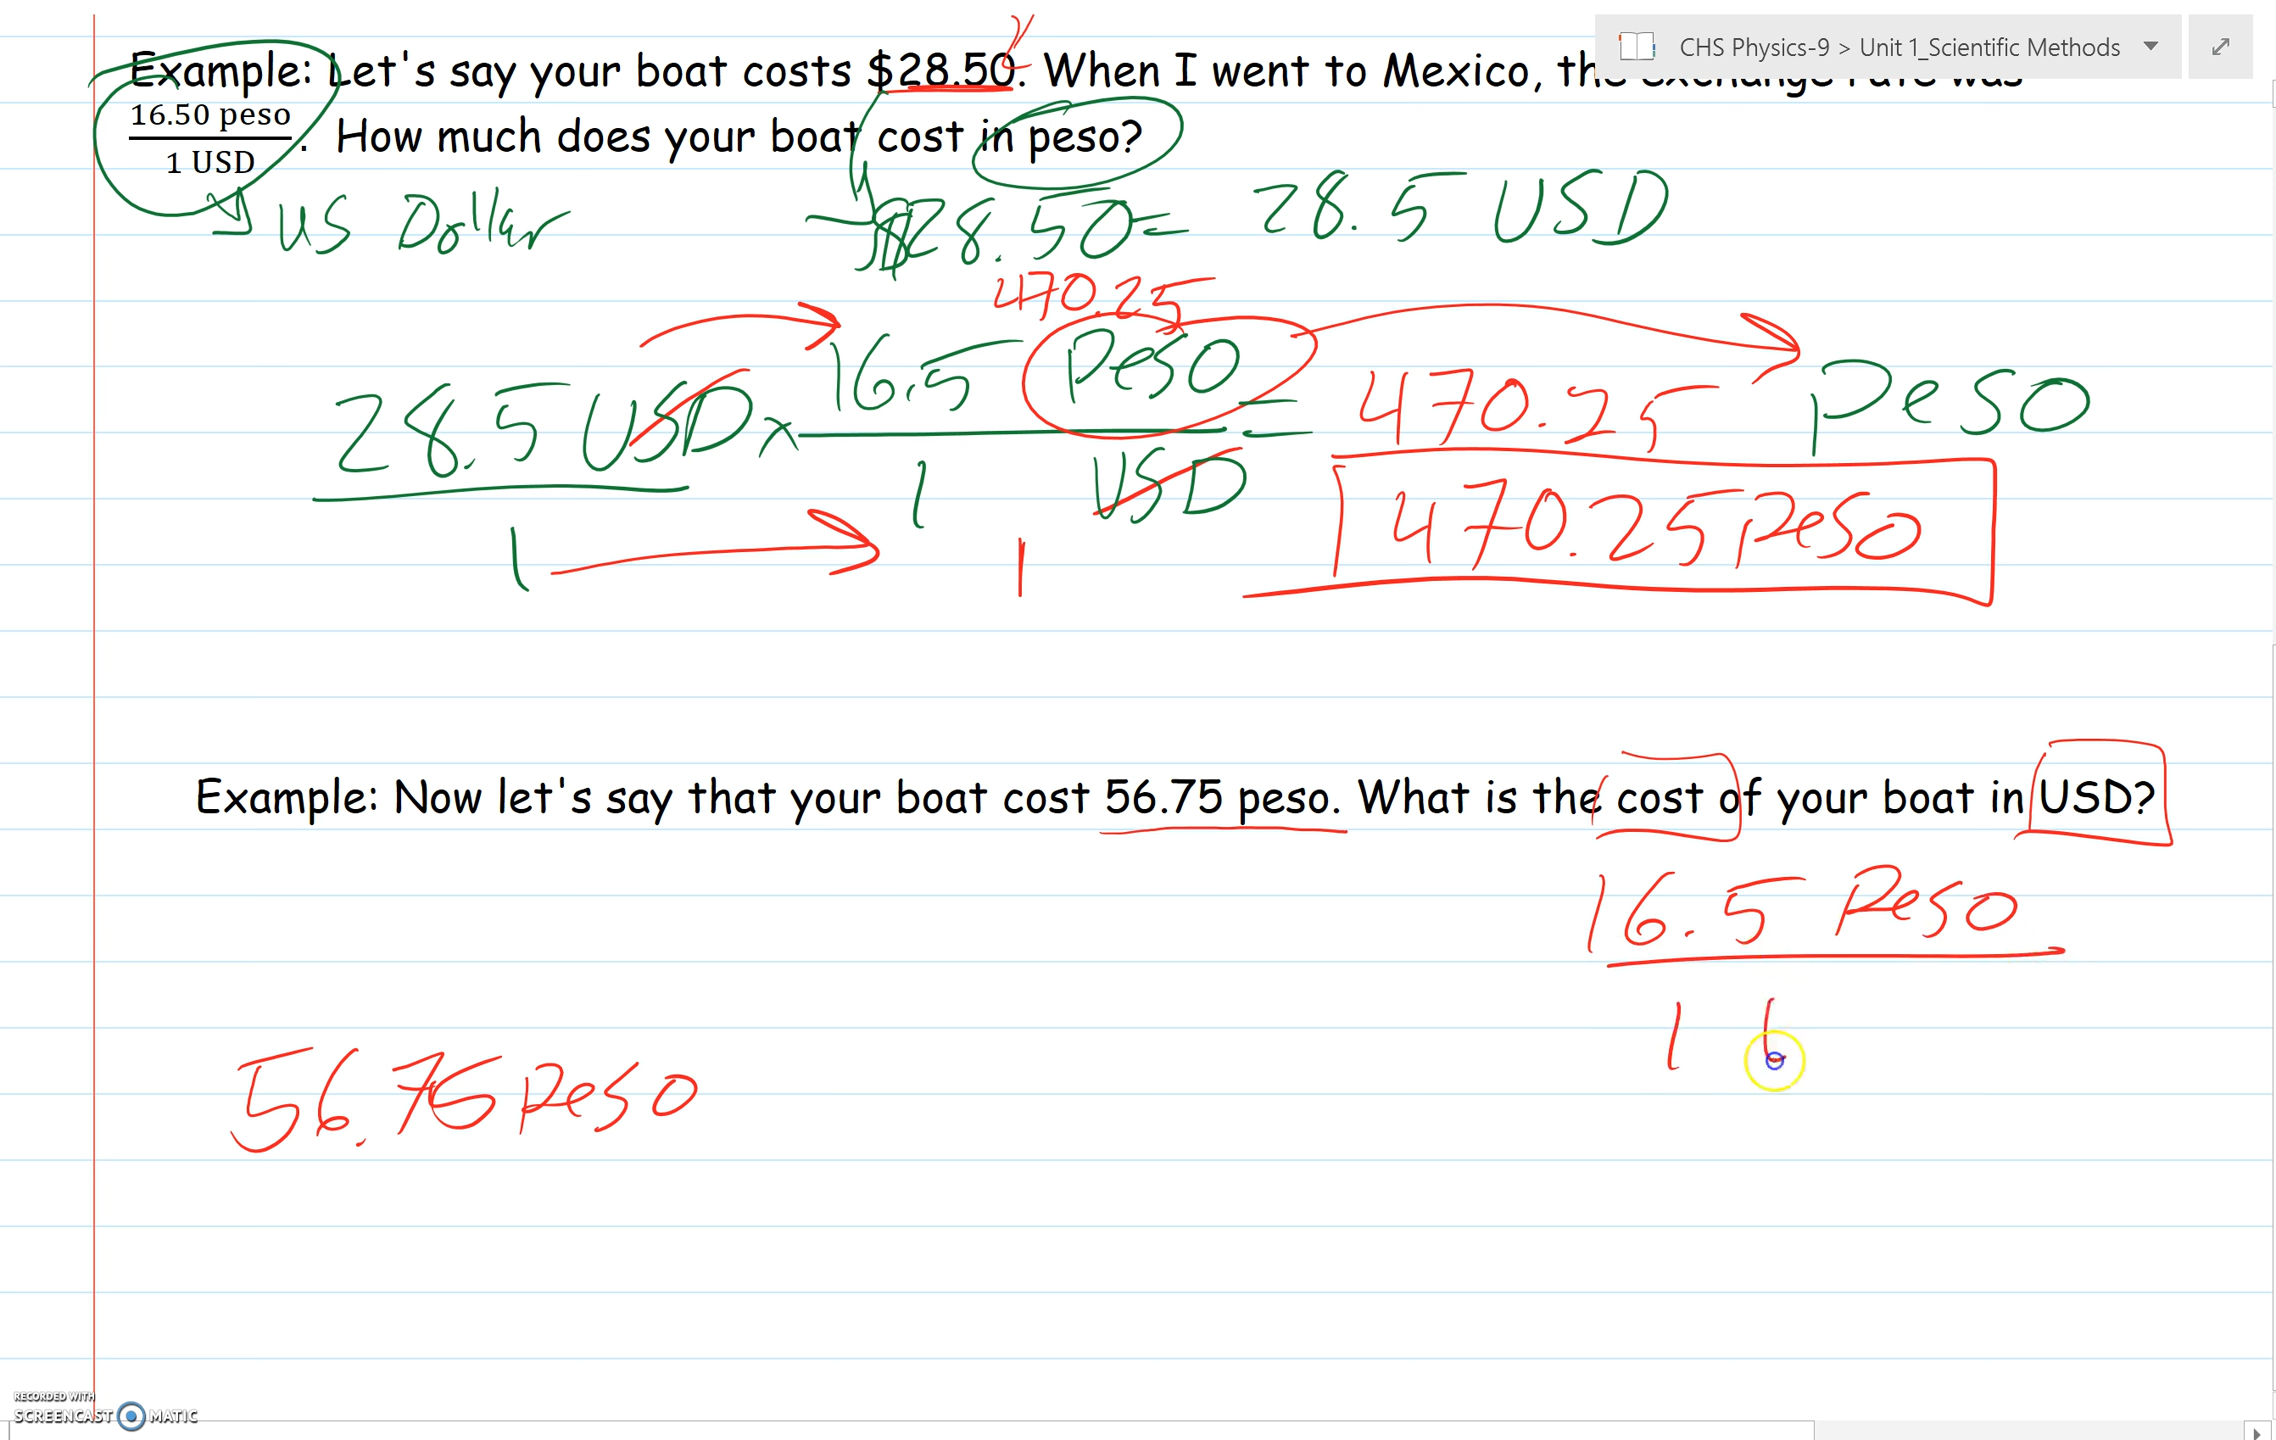 CHS Physics-9 > Unit 1_Scientific Methods
Example: Let's say your boat costs $28.50. When I went to Mexico, the exchange rate was
16.50 peso
1 USD
. How much does your boat cost in peso?
US Dollar $28.50 = 28.5 USD
470.25
28.5 USD × 16.5 Peso = 470.25 Peso
1 1 USD 470.25 Peso
1
Example: Now let's say that your boat cost 56.75 peso. What is the cost of your boat in USD?
16.5 Peso
1
56.75 Peso
RECORDED WITH
SCREENCAST MATIC